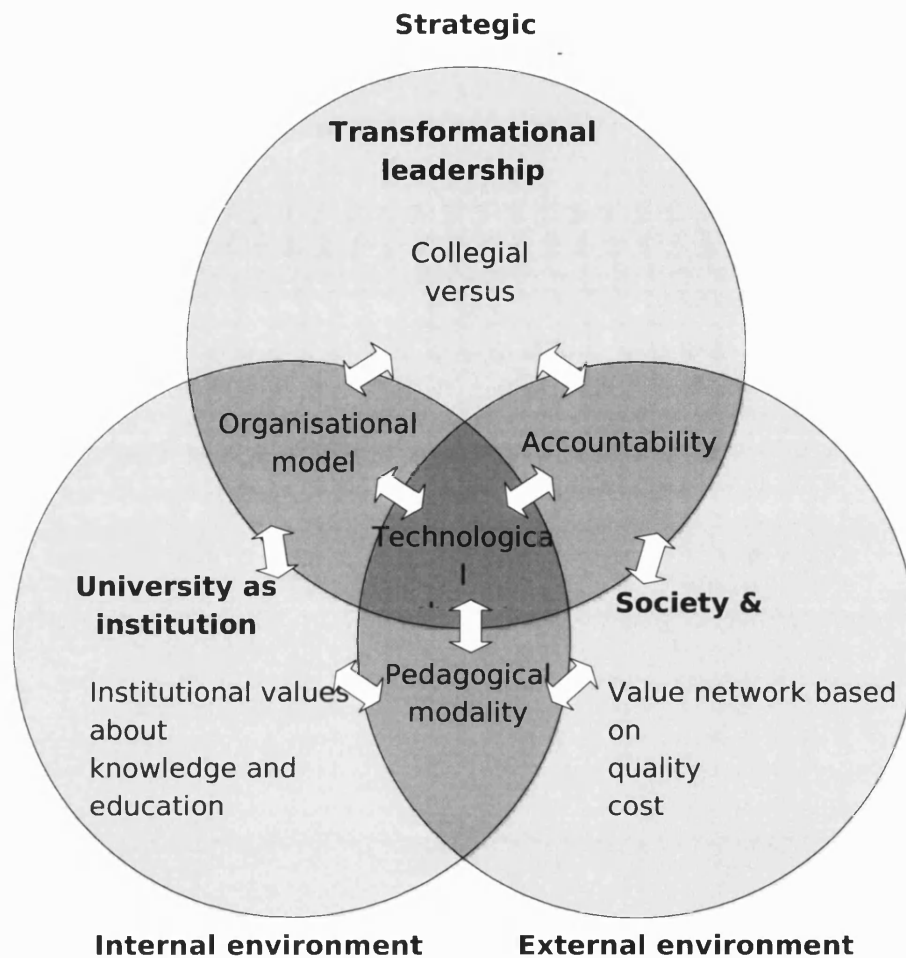 Strategic
Transformational
leadership
Collegial
versus
Organisational
model
Accountability
Technologica
l
University as
institution
Society &
Pedagogical
modality
Institutional values
about
knowledge and
education
Value network based
on
quality
cost
Internal environment
External environment